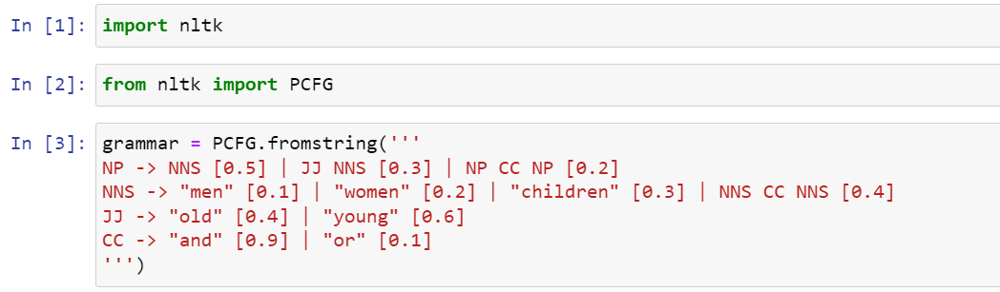 In [1]: import nltk
In [2]: from nltk import PCFG
In [3]: grammar = PCFG.fromstring('''
NP -> NNS [0.5] | JJ NNS [0.3] | NP CC NP [0.2]
NNS -> "men" [0.1] | "women" [0.2] | "children" [0.3] | NNS CC NNS [0.4]
JJ -> "old" [0.4] | "young" [0.6]
CC -> "and" [0.9] | "or" [0.1]
''')